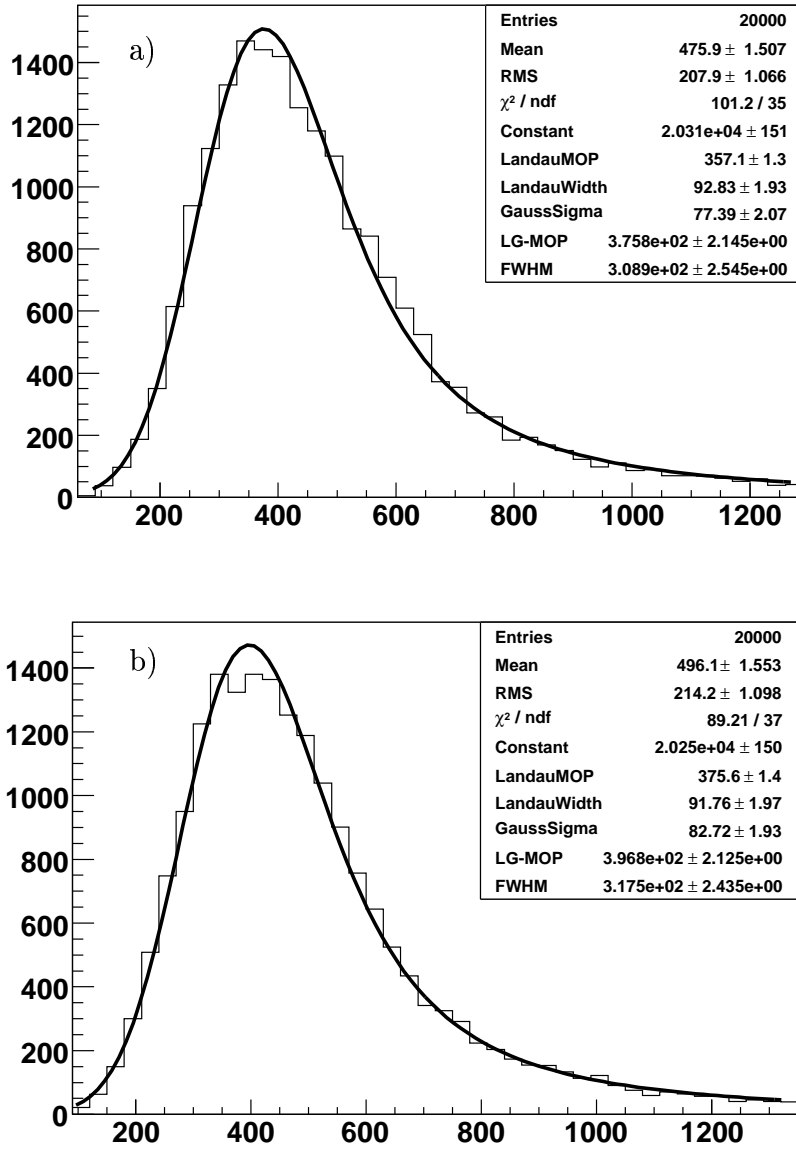 a)
1400
1200
1000
800
600
400
200
0
200 400 600 800 1000 1200
Entries 20000
Mean 475.9 ± 1.507
RMS 207.9 ± 1.066
χ² / ndf 101.2 / 35
Constant 2.031e+04 ± 151
LandauMOP 357.1 ± 1.3
LandauWidth 92.83 ± 1.93
GaussSigma 77.39 ± 2.07
LG-MOP 3.758e+02 ± 2.145e+00
FWHM 3.089e+02 ± 2.545e+00
b)
1400
1200
1000
800
600
400
200
0
200 400 600 800 1000 1200
Entries 20000
Mean 496.1 ± 1.553
RMS 214.2 ± 1.098
χ² / ndf 89.21 / 37
Constant 2.025e+04 ± 150
LandauMOP 375.6 ± 1.4
LandauWidth 91.76 ± 1.97
GaussSigma 82.72 ± 1.93
LG-MOP 3.968e+02 ± 2.125e+00
FWHM 3.175e+02 ± 2.435e+00